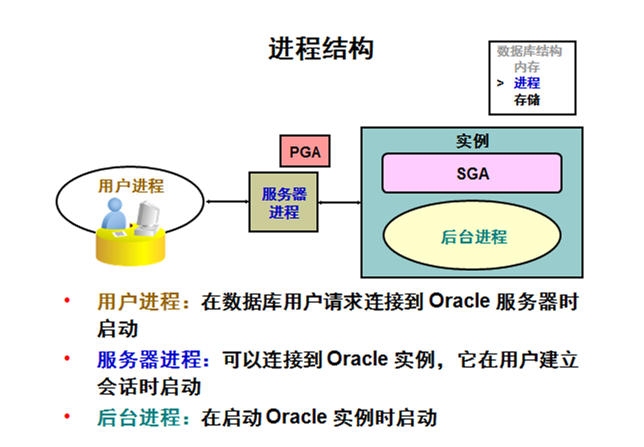 进程结构
数据库结构
内存
> 进程
存储
用户进程
PGA
服务器
进程
实例
SGA
后台进程
• 用户进程：在数据库用户请求连接到 Oracle 服务器时
启动
• 服务器进程：可以连接到 Oracle 实例，它在用户建立
会话时启动
• 后台进程：在启动 Oracle 实例时启动